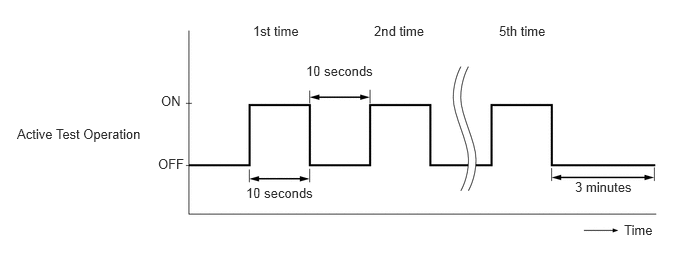 1st time
2nd time
5th time
10 seconds
ON
Active Test Operation
OFF
10 seconds
3 minutes
Time